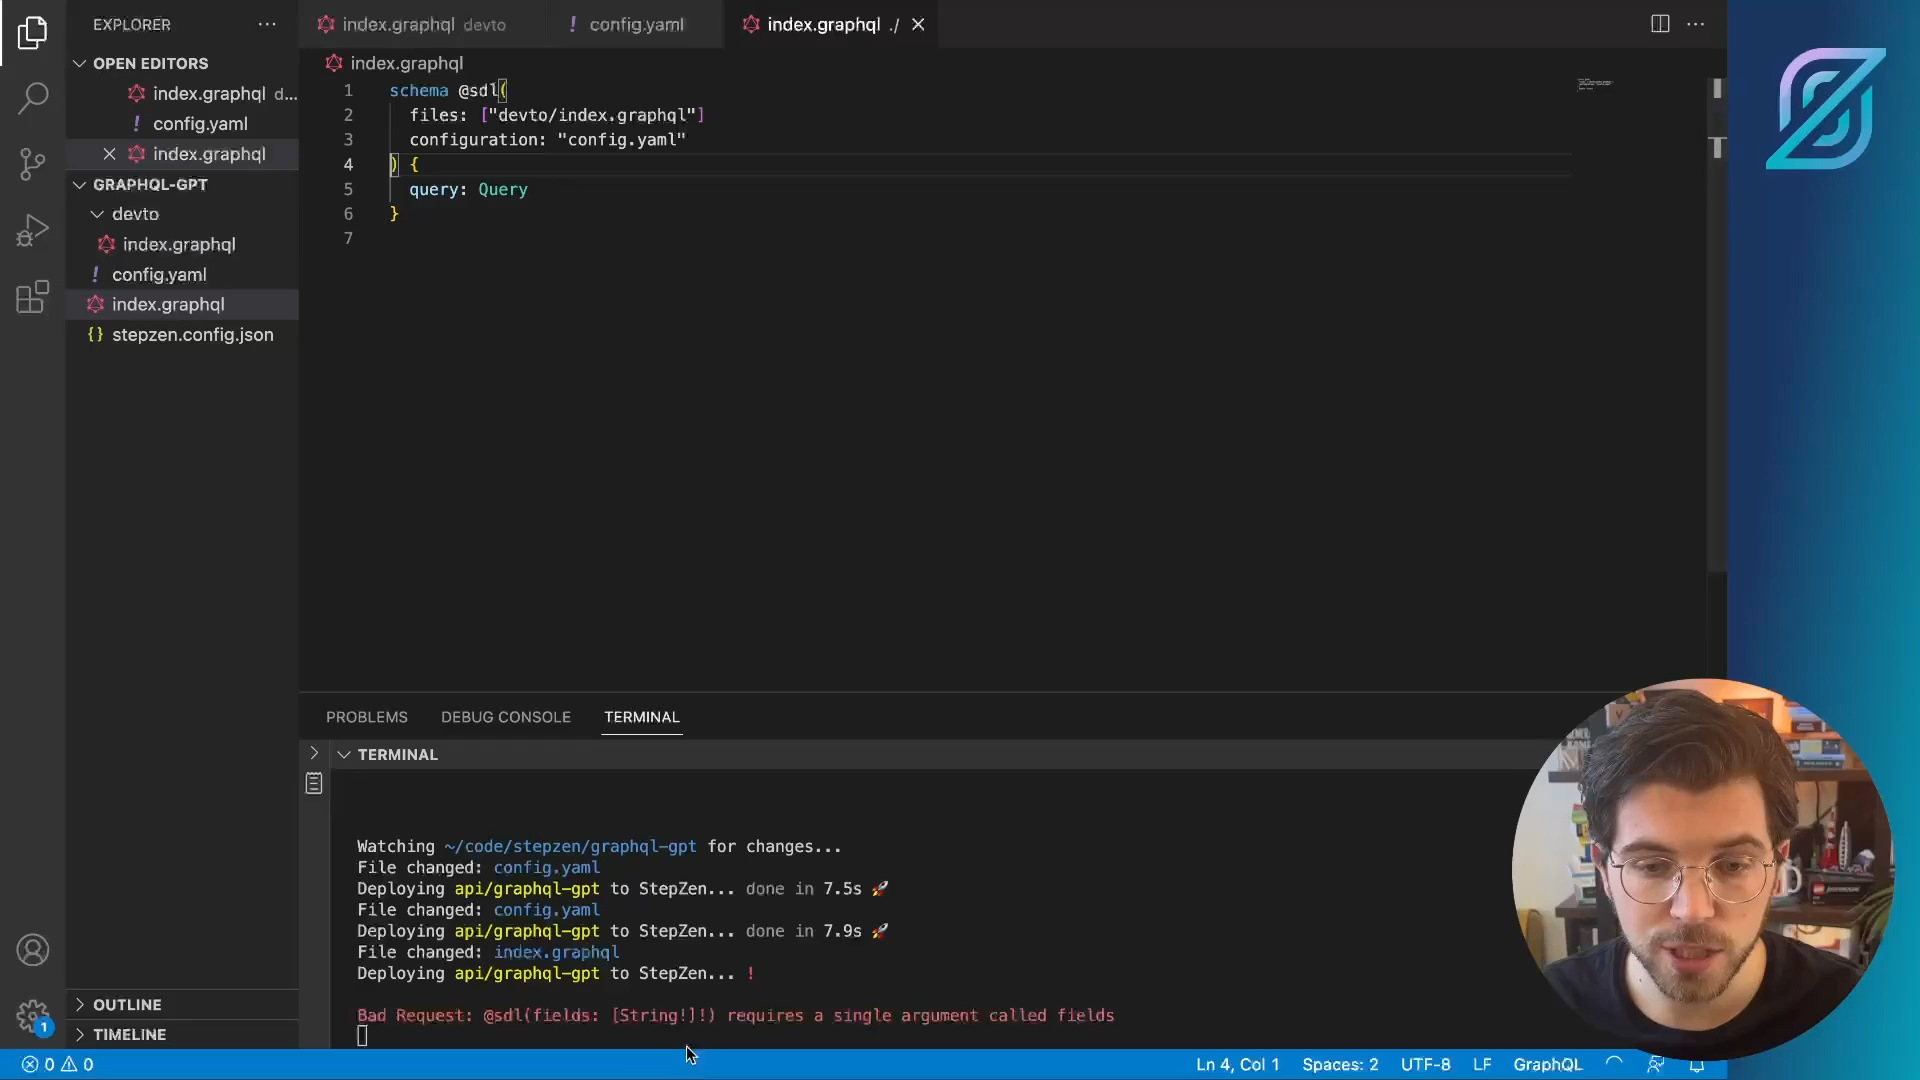 EXPLORER
index.graphql devto
config.yaml
index.graphql ./
OPEN EDITORS
index.graphql d...
config.yaml
index.graphql
GRAPHQL-GPT
devto
index.graphql
config.yaml
index.graphql
stepzen.config.json
OUTLINE
TIMELINE
index.graphql
1 schema @sdl(
2 files: ["devto/index.graphql"]
3 configuration: "config.yaml"
4 ) {
5 query: Query
6 }
7
PROBLEMS DEBUG CONSOLE TERMINAL
TERMINAL
Watching ~/code/stepzen/graphql-gpt for changes...
File changed: config.yaml
Deploying api/graphql-gpt to StepZen... done in 7.5s 🚀
File changed: config.yaml
Deploying api/graphql-gpt to StepZen... done in 7.9s 🚀
File changed: index.graphql
Deploying api/graphql-gpt to StepZen... !
Bad Request: @sdl(fields: [String!]!) requires a single argument called fields
1
0 0
Ln 4, Col 1 Spaces: 2 UTF-8 LF GraphQL